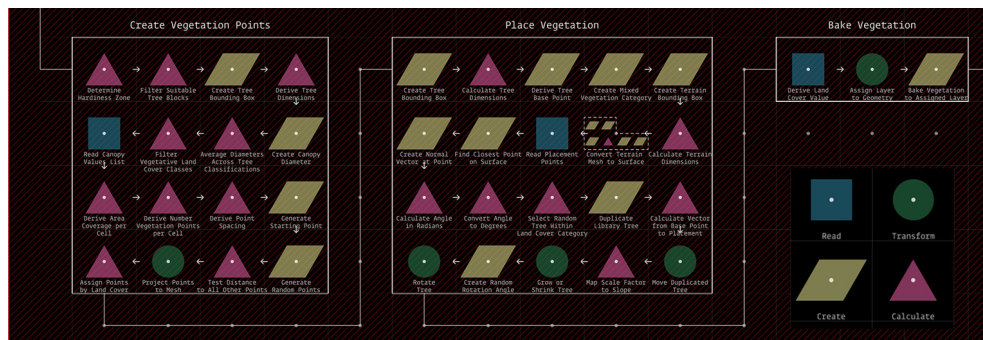 Create Vegetation Points
Place Vegetation
Bake Vegetation
Determine
Hardiness Zone
Filter Suitable
Tree Blocks
Create Tree
Bounding Box
Derive Tree
Dimensions
Read Canopy
Values List
Filter
Vegetative Land
Cover Classes
Average Diameters
Across Tree
Classifications
Create Canopy
Diameter
Derive Area
Coverage per
Cell
Derive Number
Vegetation Points
per Cell
Derive Point
Spacing
Generate
Starting Point
Assign Points
by Land Cover
Project Points
to Mesh
Test Distance
to All Other Points
Generate
Random Points
Create Tree
Bounding Box
Calculate Tree
Dimensions
Derive Tree
Base Point
Create Mixed
Vegetation Category
Create Terrain
Bounding Box
Create Normal
Vector at Point
Find Closest Point
on Surface
Read Placement
Points
Convert Terrain
Mesh to Surface
Calculate Terrain
Dimensions
Calculate Angle
in Radians
Convert Angle
to Degrees
Select Random
Tree Within
Land Cover Category
Duplicate
Library Tree
Calculate Vector
from Base Point
to Placement
Rotate
Tree
Create Random
Rotation Angle
Grow or
Shrink Tree
Map Scale Factor
to Slope
Move Duplicated
Tree
Derive Land
Cover Value
Assign Layer
to Geometry
Bake Vegetation
to Assigned Layer
Read
Transform
Create
Calculate